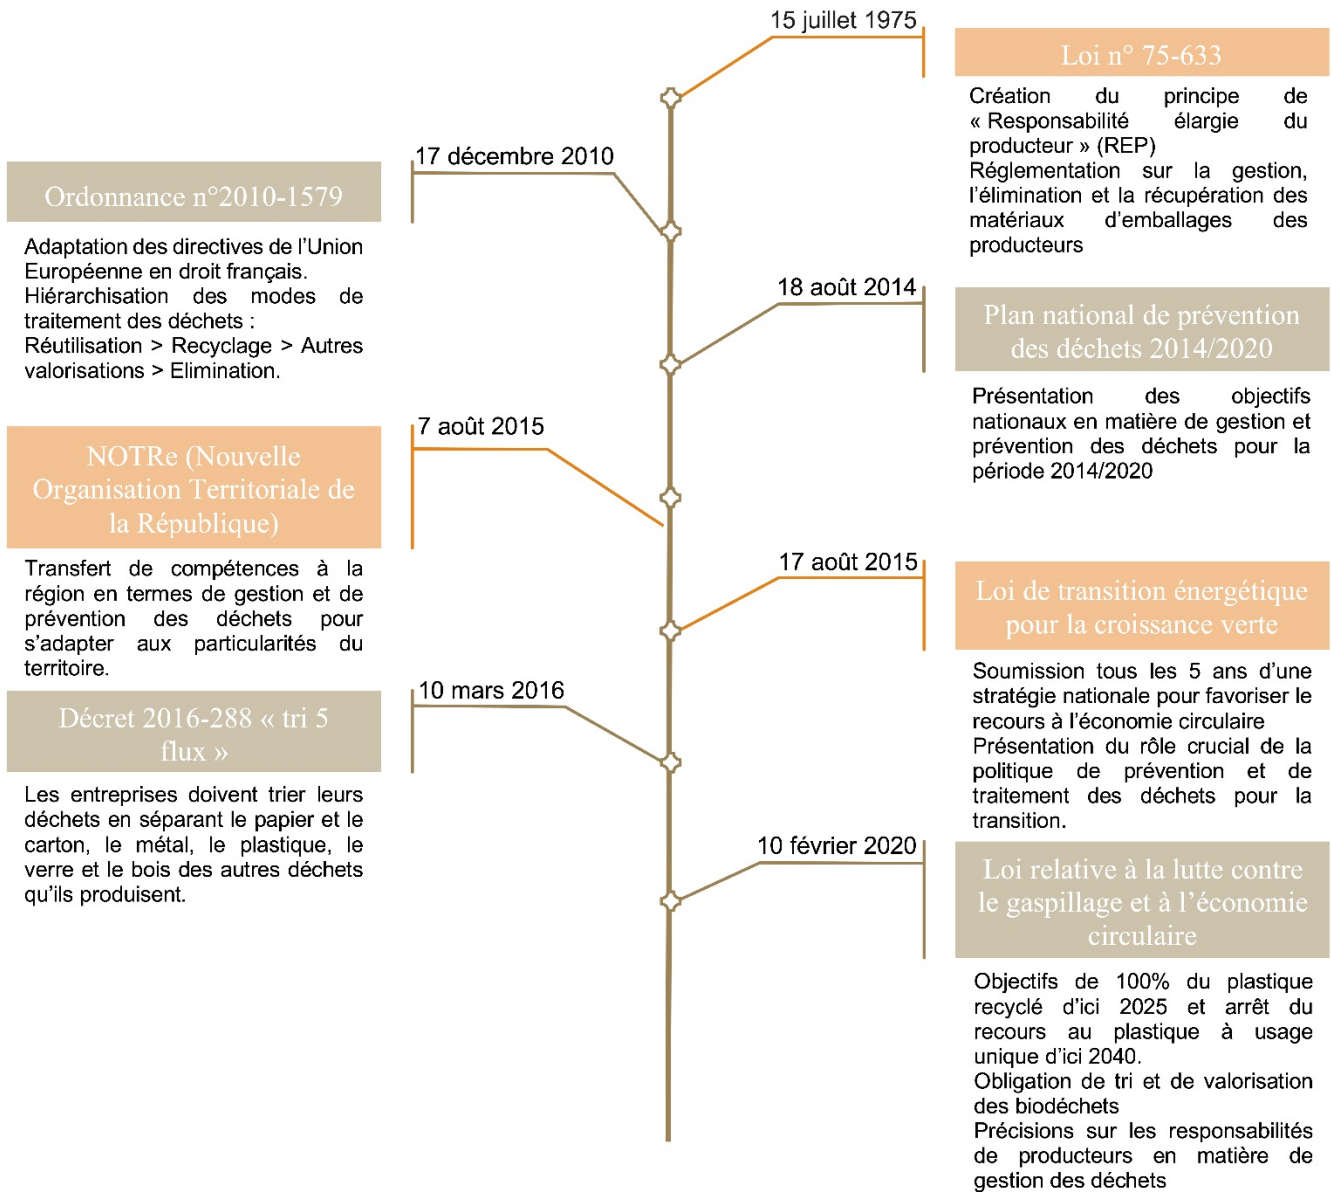 15 juillet 1975
Loi n° 75-633
Création du principe de
« Responsabilité élargie du
producteur » (REP)
Réglementation sur la gestion,
l’élimination et la récupération des
matériaux d’emballages des
producteurs
17 décembre 2010
Ordonnance n°2010-1579
Adaptation des directives de l’Union
Européenne en droit français.
Hiérarchisation des modes de
traitement des déchets :
Réutilisation > Recyclage > Autres
valorisations > Elimination.
18 août 2014
Plan national de prévention
des déchets 2014/2020
Présentation des objectifs
nationaux en matière de gestion et
prévention des déchets pour la
période 2014/2020
7 août 2015
NOTRe (Nouvelle
Organisation Territoriale de
la République)
Transfert de compétences à la
région en termes de gestion et de
prévention des déchets pour
s’adapter aux particularités du
territoire.
17 août 2015
Loi de transition énergétique
pour la croissance verte
Soumission tous les 5 ans d’une
stratégie nationale pour favoriser le
recours à l’économie circulaire
Présentation du rôle crucial de la
politique de prévention et de
traitement des déchets pour la
transition.
10 mars 2016
Décret 2016-288 « tri 5
flux »
Les entreprises doivent trier leurs
déchets en séparant le papier et le
carton, le métal, le plastique, le
verre et le bois des autres déchets
qu’ils produisent.
10 février 2020
Loi relative à la lutte contre
le gaspillage et à l’économie
circulaire
Objectifs de 100% du plastique
recyclé d’ici 2025 et arrêt du
recours au plastique à usage
unique d’ici 2040.
Obligation de tri et de valorisation
des biodéchets
Précisions sur les responsabilités
de producteurs en matière de
gestion des déchets